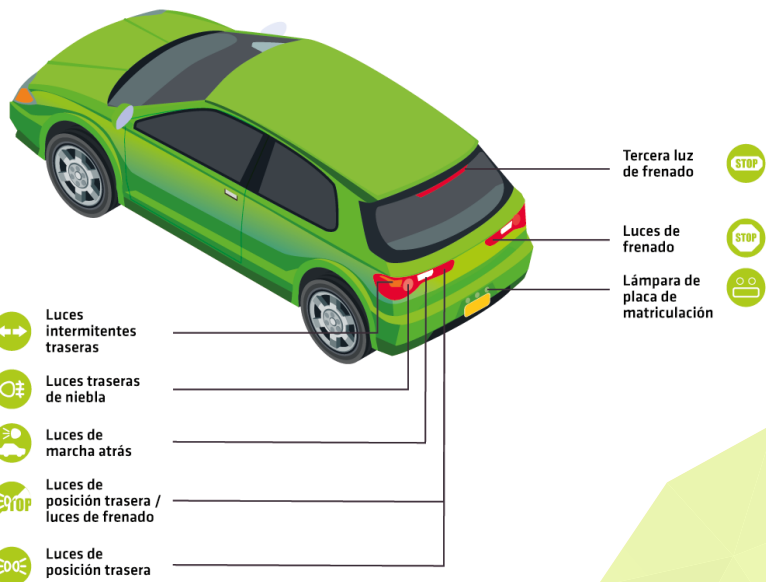 Tercera luz
de frenado
STOP
Luces de
frenado
STOP
Lámpara de
placa de
matriculación
Luces
intermitentes
traseras
Luces traseras
de niebla
Luces de
marcha atrás
Luces de
posición trasera /
luces de frenado
STOP
Luces de
posición trasera